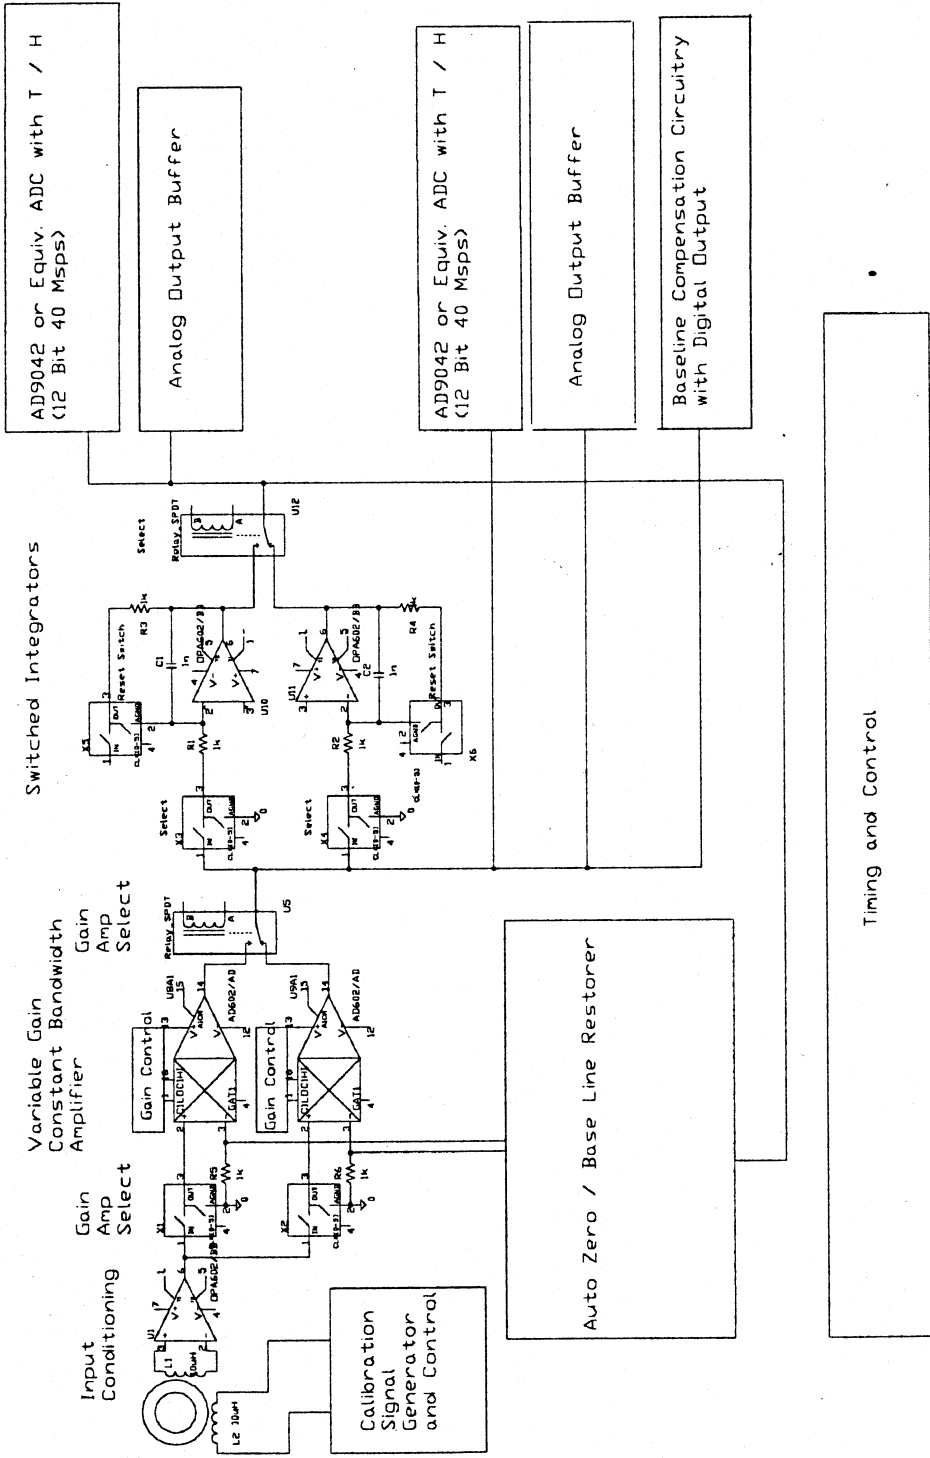 Input
Conditioning
Gain
Amp
Select
Variable Gain
Constant Bandwidth
Amplifier
Gain
Amp
Select
Switched Integrators
AD9042 or Equiv. ADC with T / H
(12 Bit 40 Msps)
Analog Output Buffer
AD9042 or Equiv. ADC with T / H
(12 Bit 40 Msps)
Analog Output Buffer
Baseline Compensation Circuitry
with Digital Output
Calibration
Signal
Generator
and Control
Auto Zero / Base Line Restorer
Timing and Control
Gain Control
Gain Control
L1
10uH
L2 10uH
U1
OPA602/BB
X1
X2
R5
1k
R6
1k
U8A1
AD602/AD
U9A1
AD602/AD
Relay_SPDT
U5
Select
X3
Select
X4
R1
1k
R2
1k
X5
Reset Switch
R3
1k
C1
1n
OPA602/BB
U10
U11
OPA602/BB
C2
1n
R4
Reset Switch
X6
Select
Relay_SPDT
U12